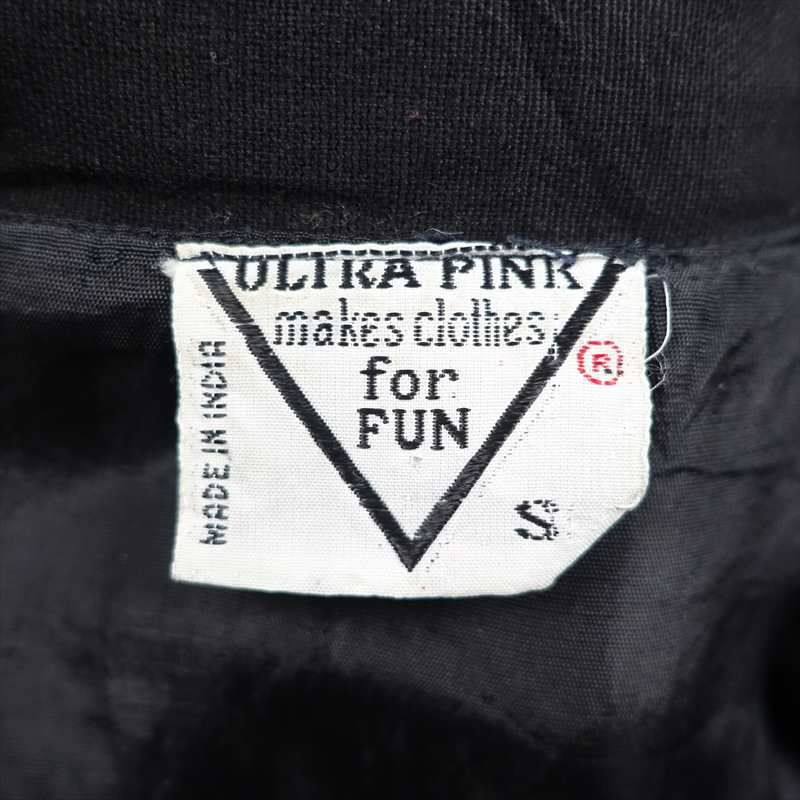 ULTRA PINK
makes clothes
for
FUN
®
MADE IN INDIA
S